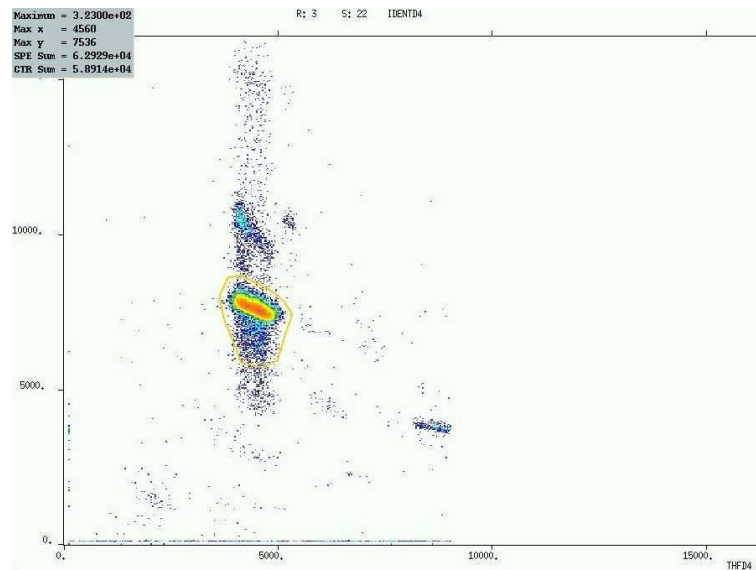 Maximum = 3.2300e+02
Max x = 4560
Max y = 7536
SPE Sum = 6.2929e+04
CTR Sum = 5.8914e+04
R: 3 S: 22 IDENTD4
10000.
5000.
0.
0. 5000. 10000. 15000.